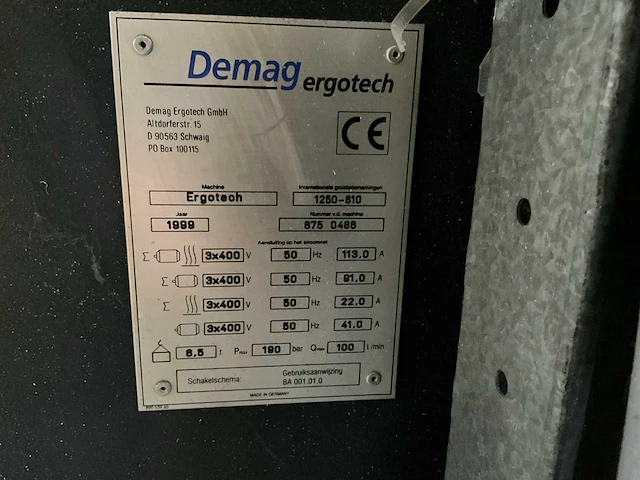 Demag ergotech
Demag Ergotech GmbH
Altdorferstr. 15
D 90563 Schwaig
PO Box 100115
CE
Machine
Internationale groottebenamingen
Ergotech
1250-610
Jaar
Nummer v.d. machine
1999
875 0486
Aansluiting op het stroomnet
Σ 3x400 V 50 Hz 113.0 A
Σ 3x400 V 50 Hz 91.0 A
Σ 3x400 V 50 Hz 22.0 A
3x400 V 50 Hz 41.0 A
6.5 t Pmax 190 bar Qmax 100 l/min
Gebruiksaanwijzing
Schakelschema: BA 001.01.0
MADE IN GERMANY